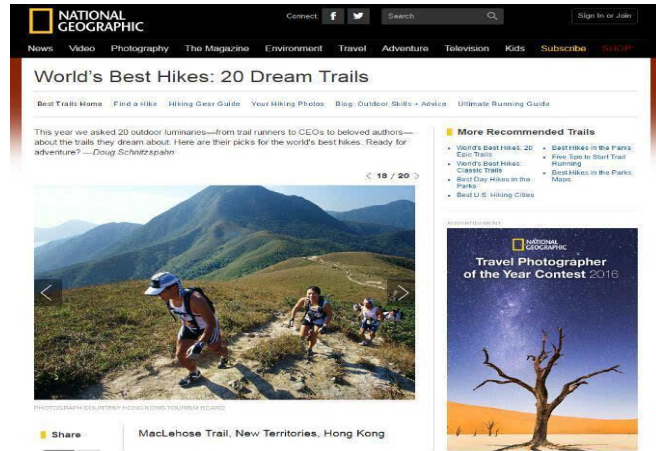 NATIONAL
GEOGRAPHIC
Connect
Search
Sign In or Join
News Video Photography The Magazine Environment Travel Adventure Television Kids Subscribe SHOP
World's Best Hikes: 20 Dream Trails
Best Trails Home Find a Hike Hiking Gear Guide Your Hiking Photos Blog: Outdoor Skills + Advice Ultimate Running Guide
This year we asked 20 outdoor luminaries—from trail runners to CEOs to beloved authors—
about the trails they dream about. Here are their picks for the world's best hikes. Ready for
adventure? —Doug Schnitzspahn
< 18 / 20 >
PHOTOGRAPH COURTESY HONG KONG TOURISM BOARD
Share
MacLehose Trail, New Territories, Hong Kong
More Recommended Trails
World's Best Hikes: 20
Epic Trails
World's Best Hikes:
Classic Trails
Best Day Hikes in the
Parks
Best U.S. Hiking Cities
Best Hikes in the Parks
Five Tips to Start Trail
Running
Best Hikes in the Parks:
Maps
ADVERTISEMENT
NATIONAL
GEOGRAPHIC
Travel Photographer
of the Year Contest 2016